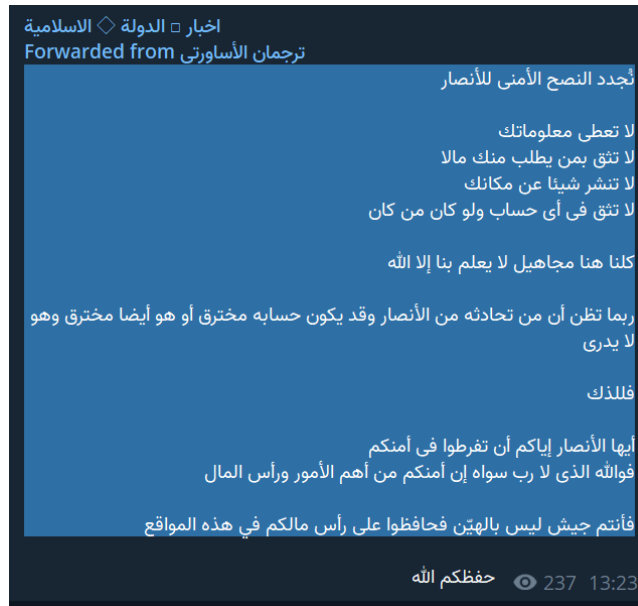 اخبار □ الدولة ◇ الاسلامية
Forwarded from ترجمان الأساورتي
نُجدد النصح الأمنى للأنصار
لا تعطى معلوماتك
لا تثق بمن يطلب منك مالا
لا تنشر شيئا عن مكانك
لا تثق فى أى حساب ولو كان من كان
كلنا هنا مجاهيل لا يعلم بنا إلا الله
ربما تظن أن من تحادثه من الأنصار وقد يكون حسابه مخترق أو هو أيضا مخترق وهو
لا يدرى
فللذك
أيها الأنصار إياكم أن تفرطوا فى أمنكم
فوالله الذى لا رب سواه إن أمنكم من أهم الأمور ورأس المال
فأنتم جيش ليس بالهيّن فحافظوا على رأس مالكم في هذه المواقع
حفظكم الله
237 13:23